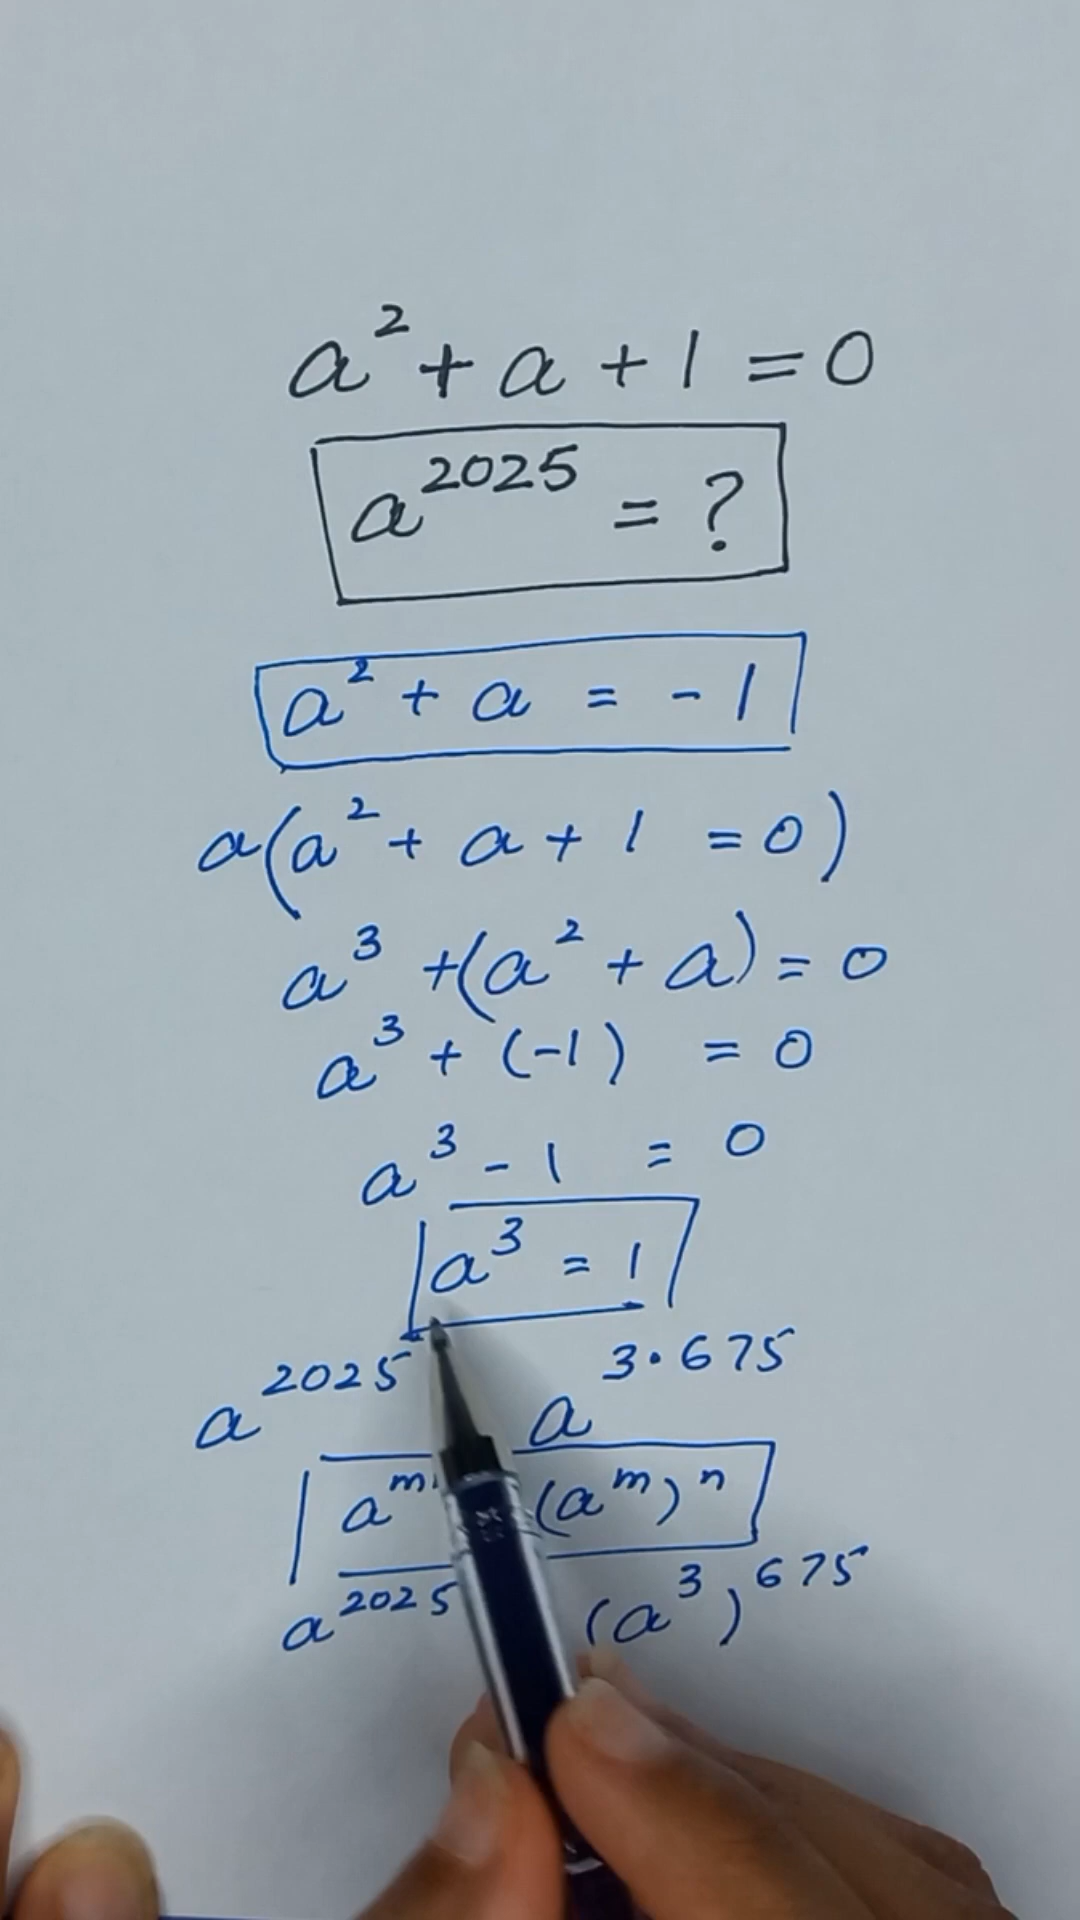 a² + a + 1 = 0
a²⁰²⁵ = ?
a² + a = - 1
a(a² + a + 1 = 0)
a³ +(a² + a) = 0
a³ + (-1) = 0
a³ - 1 = 0
a³ = 1
a²⁰²⁵ a³·⁶⁷⁵
aᵐ (aᵐ)ⁿ
a²⁰²⁵ (a³)⁶⁷⁵